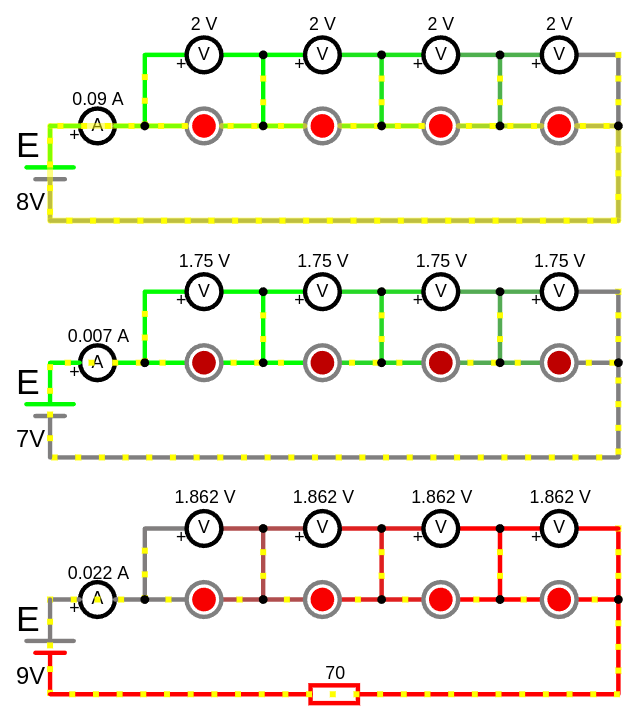 2 V 2 V 2 V 2 V
V V V V
+ + + +
0.09 A
A
+
E
8V
1.75 V 1.75 V 1.75 V 1.75 V
V V V V
+ + + +
0.007 A
A
+
E
7V
1.862 V 1.862 V 1.862 V 1.862 V
V V V V
+ + + +
0.022 A
A
+
E
70
9V